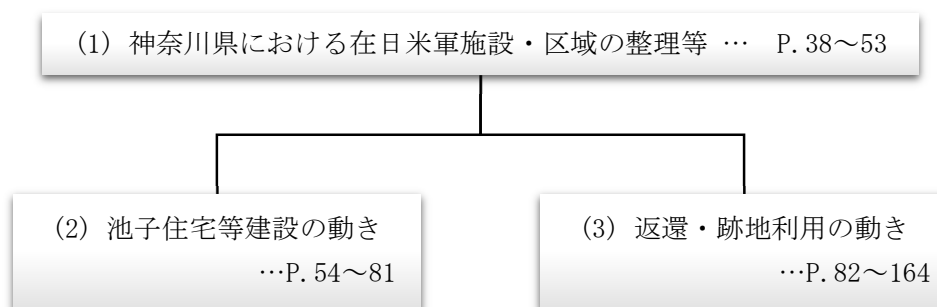 (1) 神奈川県における在日米軍施設・区域の整理等 … P.38～53
(2) 池子住宅等建設の動き
…P.54～81
(3) 返還・跡地利用の動き
…P.82～164